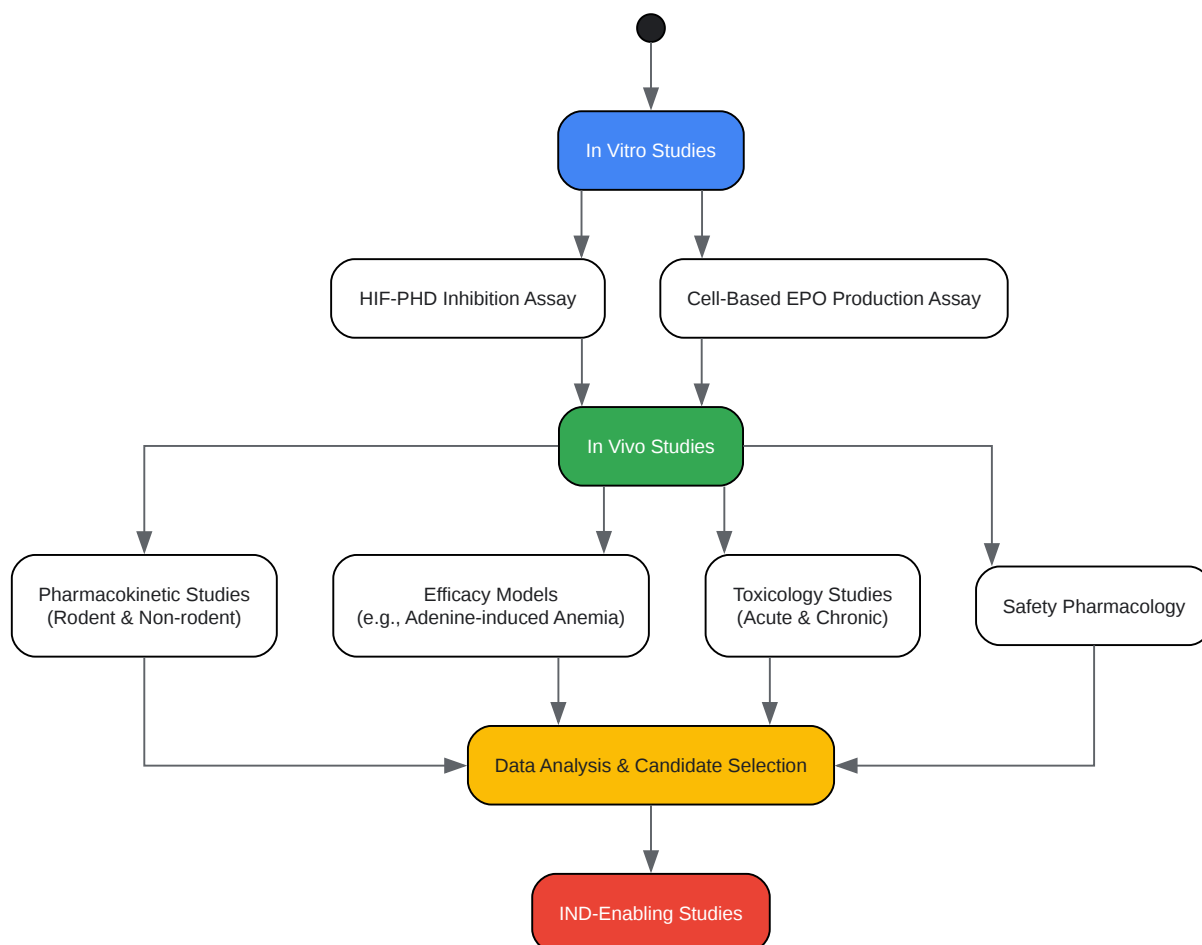 In Vitro Studies
HIF-PHD Inhibition Assay
Cell-Based EPO Production Assay
In Vivo Studies
Pharmacokinetic Studies
(Rodent & Non-rodent)
Efficacy Models
(e.g., Adenine-induced Anemia)
Toxicology Studies
(Acute & Chronic)
Safety Pharmacology
Data Analysis & Candidate Selection
IND-Enabling Studies